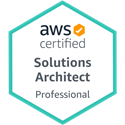 aws
certified
Solutions
Architect
Professional